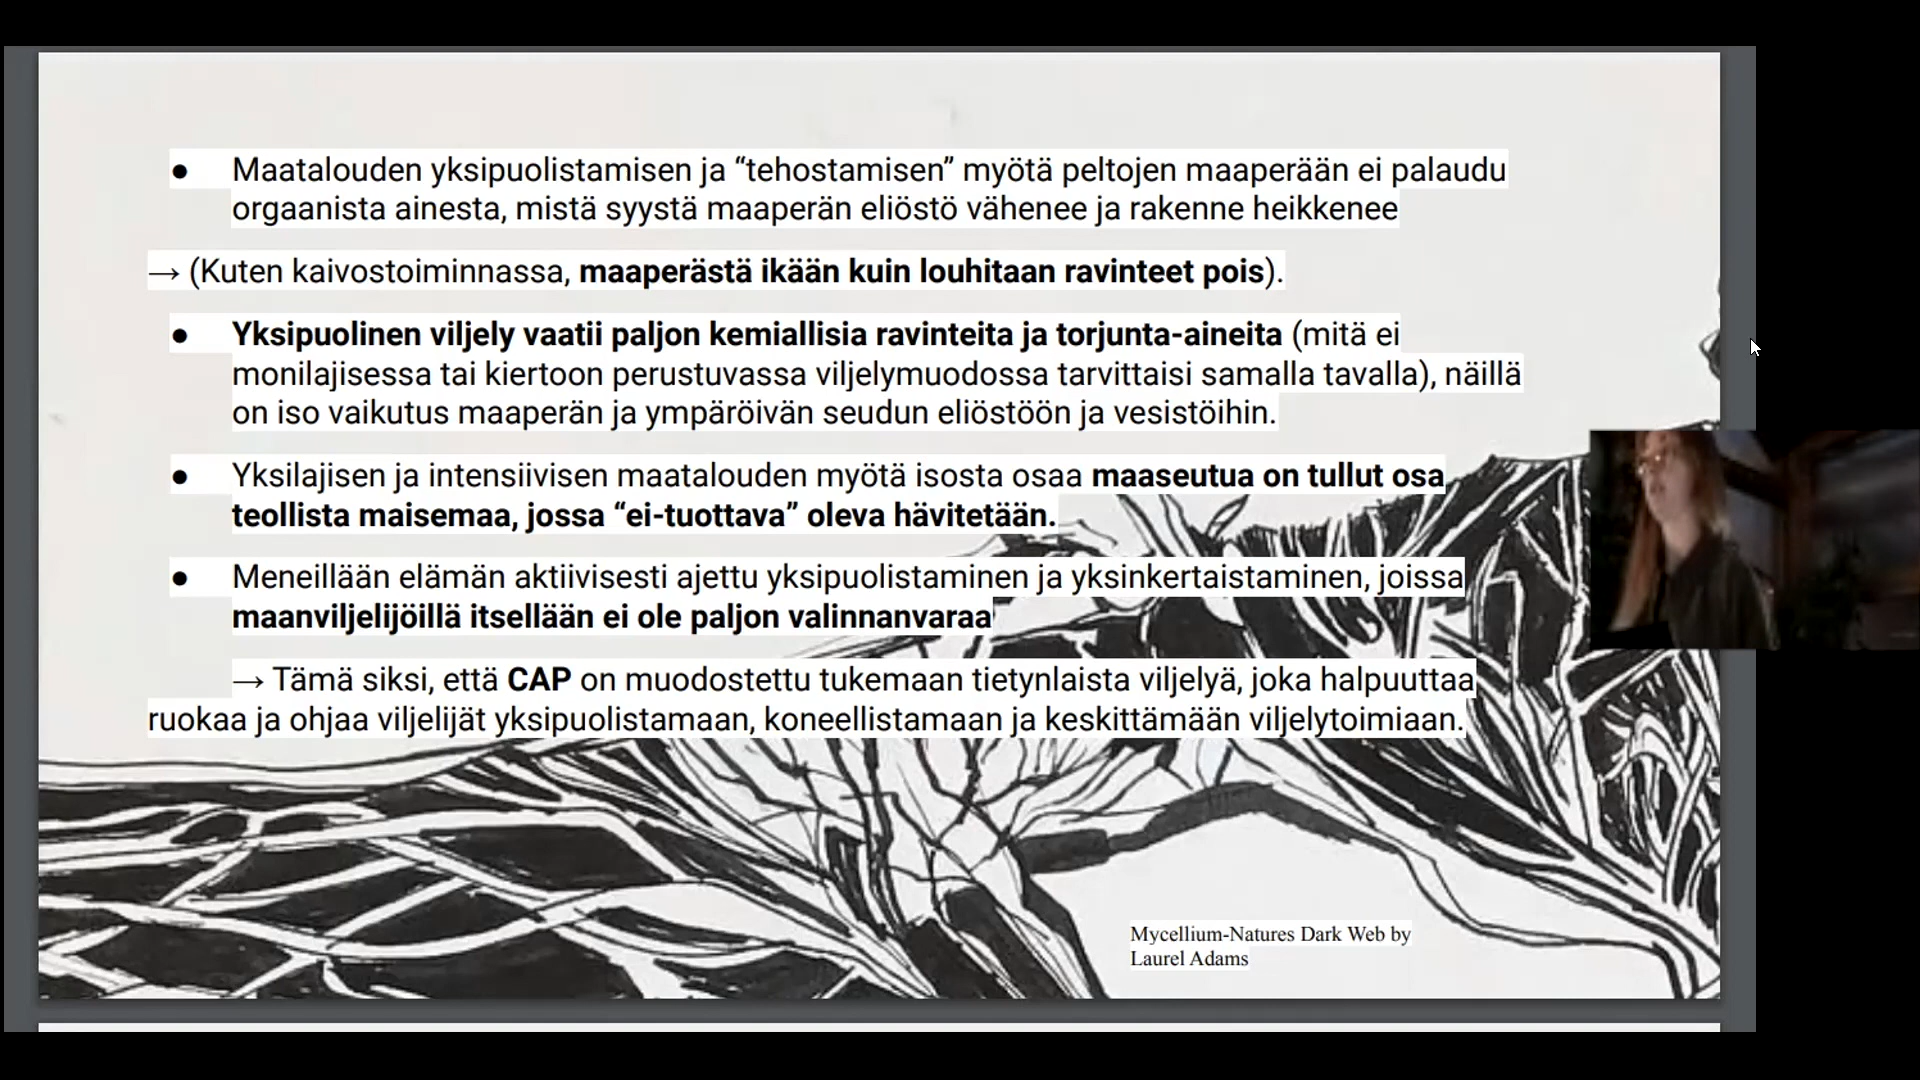 ● Maatalouden yksipuolistamisen ja “tehostamisen” myötä peltojen maaperään ei palaudu
orgaanista ainesta, mistä syystä maaperän eliöstö vähenee ja rakenne heikkenee
→ (Kuten kaivostoiminnassa, maaperästä ikään kuin louhitaan ravinteet pois).
● Yksipuolinen viljely vaatii paljon kemiallisia ravinteita ja torjunta-aineita (mitä ei
monilajisessa tai kiertoon perustuvassa viljelymuodossa tarvittaisi samalla tavalla), näillä
on iso vaikutus maaperän ja ympäröivän seudun eliöstöön ja vesistöihin.
● Yksilajisen ja intensiivisen maatalouden myötä isosta osaa maaseutua on tullut osa
teollista maisemaa, jossa “ei-tuottava” oleva hävitetään.
● Meneillään elämän aktiivisesti ajettu yksipuolistaminen ja yksinkertaistaminen, joissa
maanviljelijöillä itsellään ei ole paljon valinnanvaraa
→ Tämä siksi, että CAP on muodostettu tukemaan tietynlaista viljelyä, joka halpuuttaa
ruokaa ja ohjaa viljelijät yksipuolistamaan, koneellistamaan ja keskittämään viljelytoimiaan.
Mycellium-Natures Dark Web by
Laurel Adams